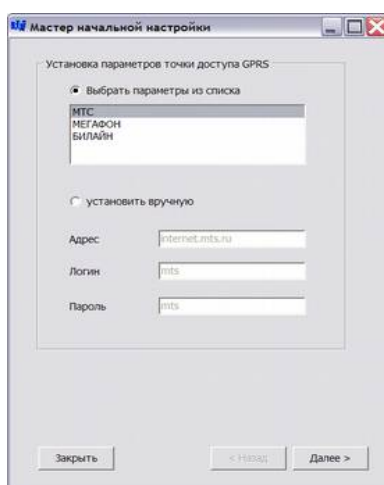 Мастер начальной настройки
Установка параметров точки доступа GPRS
Выбрать параметры из списка
МТС
МЕГАФОН
БИЛАЙН
установить вручную
Адрес
internet.mts.ru
Логин
mts
Пароль
mts
Закрыть
< Назад
Далее >